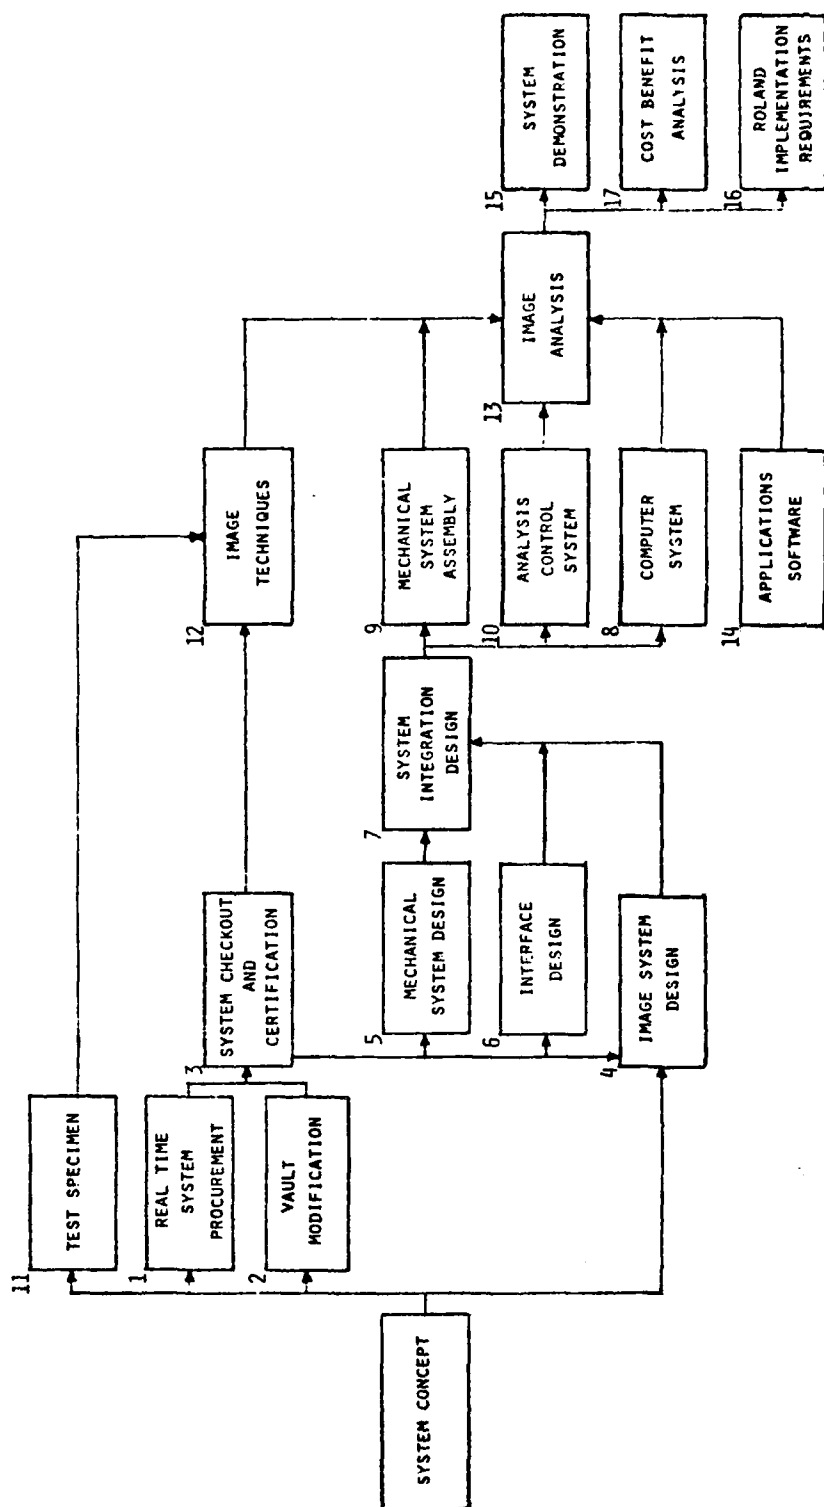 SYSTEM CONCEPT
11
TEST SPECIMEN
1
REAL TIME
SYSTEM
PROCUREMENT
2
VAULT
MODIFICATION
3
SYSTEM CHECKOUT
AND
CERTIFICATION
5
MECHANICAL
SYSTEM DESIGN
6
INTERFACE
DESIGN
4
IMAGE SYSTEM
DESIGN
7
SYSTEM
INTEGRATION
DESIGN
12
IMAGE
TECHNIQUES
9
MECHANICAL
SYSTEM
ASSEMBLY
10
ANALYSIS
CONTROL
SYSTEM
8
COMPUTER
SYSTEM
14
APPLICATIONS
SOFTWARE
13
IMAGE
ANALYSIS
15
SYSTEM
DEMONSTRATION
17
COST BENEFIT
ANALYSIS
16
ROLAND
IMPLEMENTATION
REQUIREMENTS